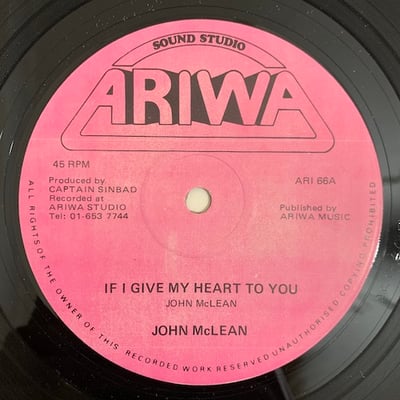 SOUND STUDIO
ARIWA
45 RPM
Produced by
CAPTAIN SINBAD
Recorded at
ARIWA STUDIO
Tel: 01-653 7744
ARI 66A
Published by
ARIWA MUSIC
IF I GIVE MY HEART TO YOU
JOHN McLEAN
JOHN McLEAN
ALL RIGHTS OF THE OWNER OF THIS RECORDED WORK RESERVED UNAUTHORISED COPYING PROHIBITED